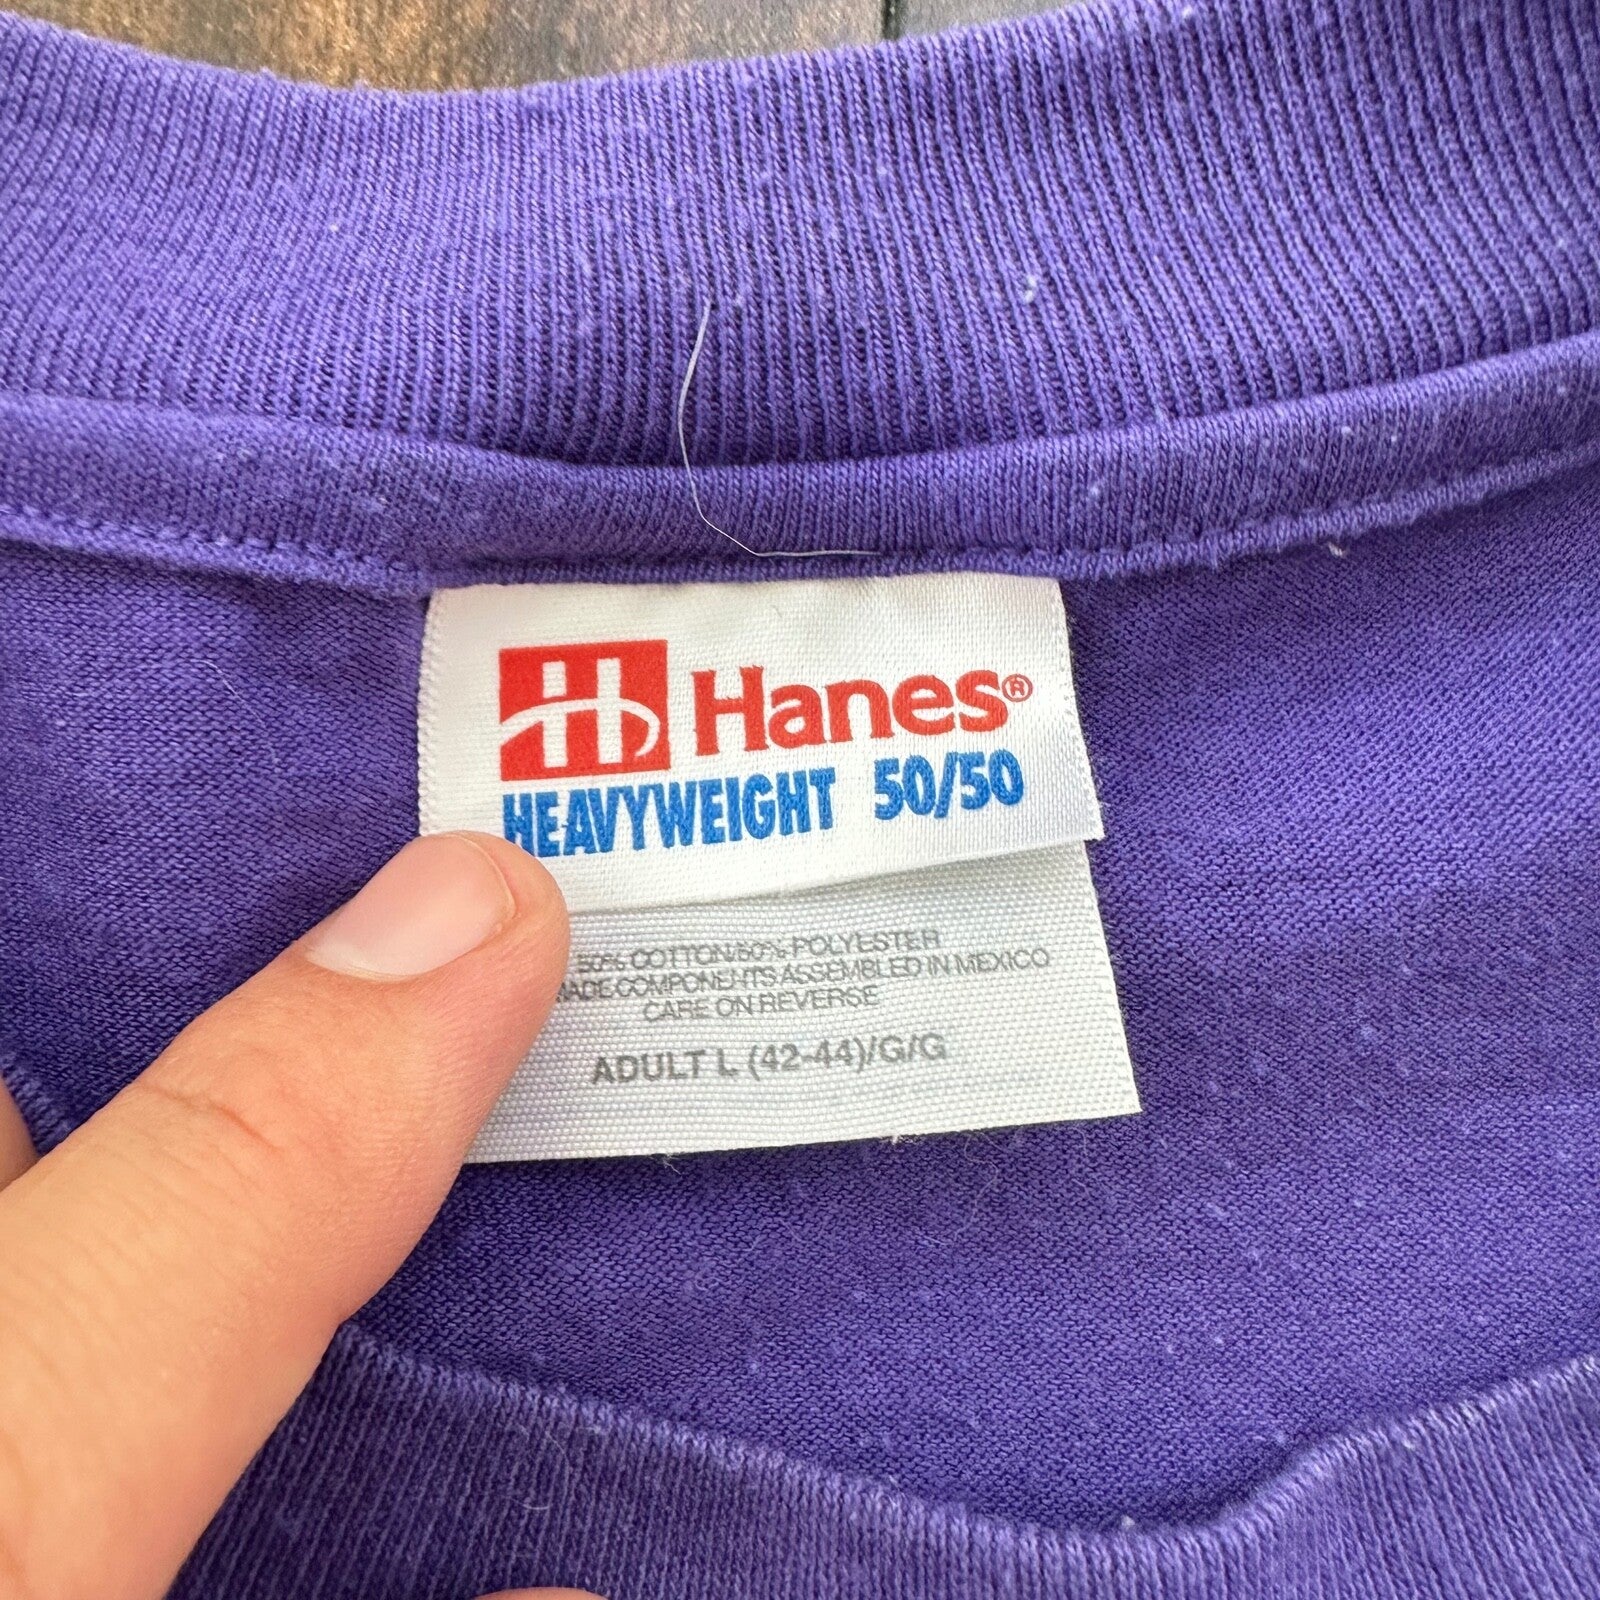 H Hanes®
HEAVYWEIGHT 50/50
50% COTTON/50% POLYESTER
MADE COMPONENTS ASSEMBLED IN MEXICO
CARE ON REVERSE
ADULT L (42-44)/G/G